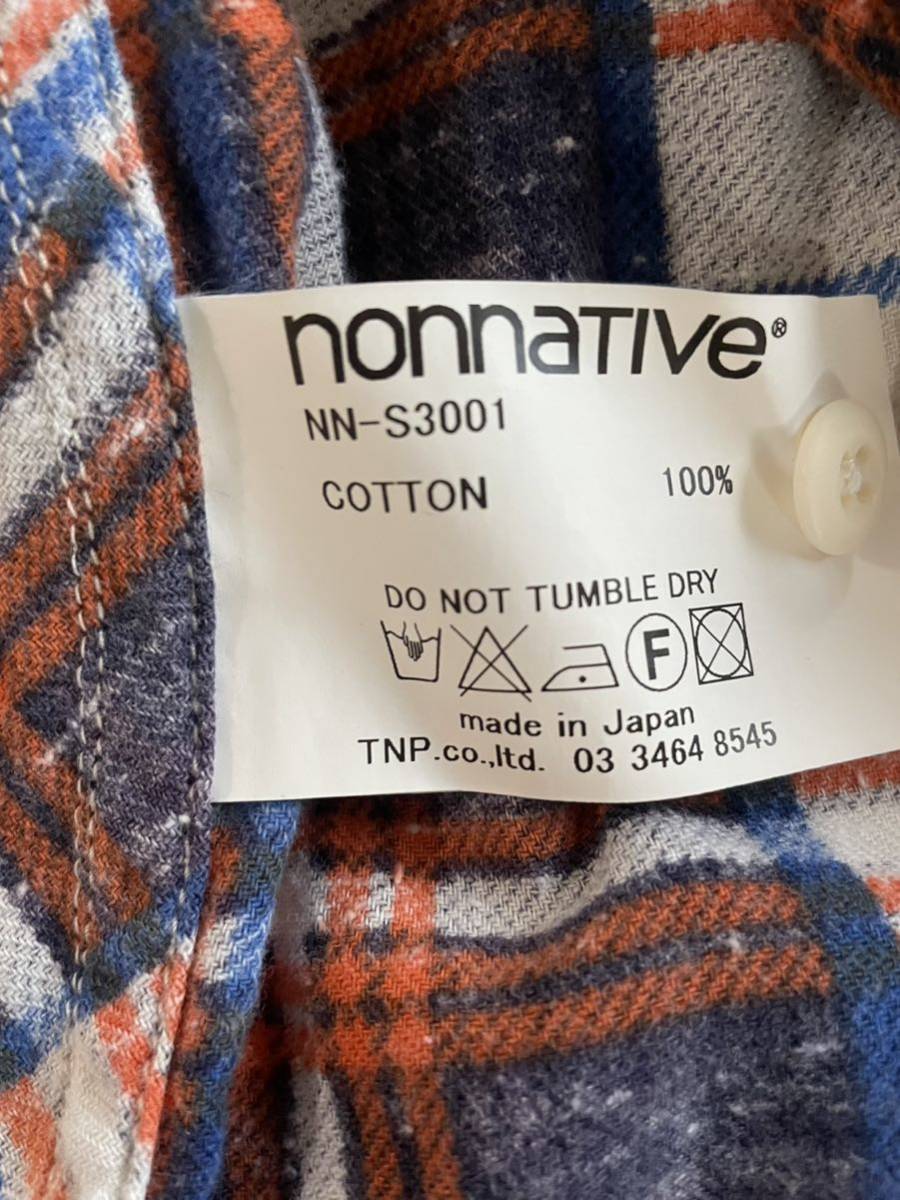 nonnative®
NN-S3001
COTTON 100%
DO NOT TUMBLE DRY
F
made in Japan
TNP.co.,ltd. 03 3464 8545